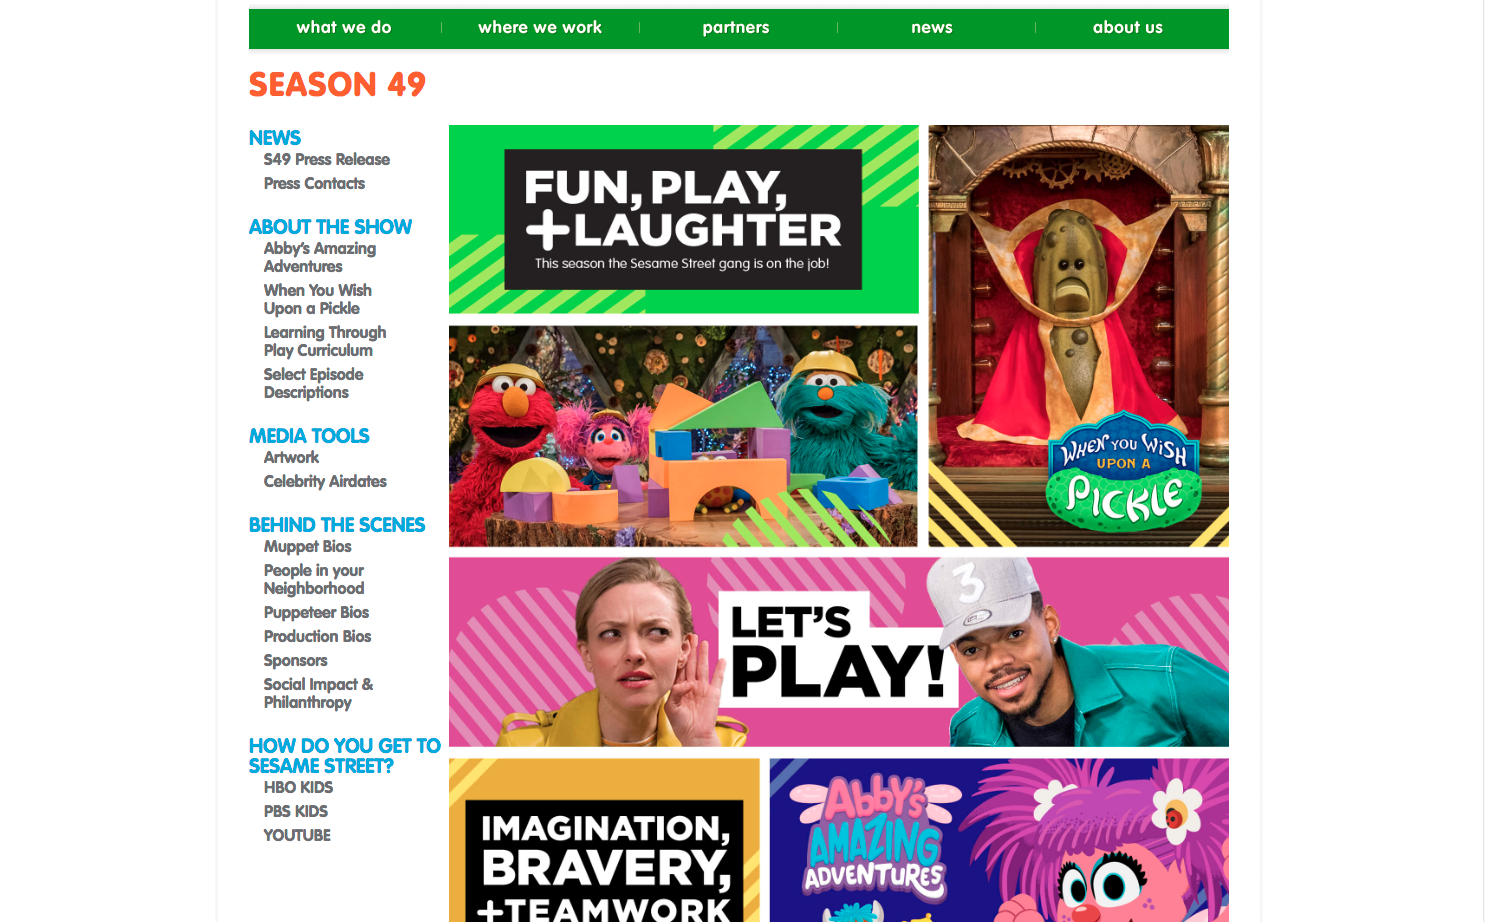 what we do
where we work
partners
news
about us
SEASON 49
NEWS
S49 Press Release
Press Contacts
ABOUT THE SHOW
Abby's Amazing
Adventures
When You Wish
Upon a Pickle
Learning Through
Play Curriculum
Select Episode
Descriptions
MEDIA TOOLS
Artwork
Celebrity Airdates
BEHIND THE SCENES
Muppet Bios
People in your
Neighborhood
Puppeteer Bios
Production Bios
Sponsors
Social Impact &
Philanthropy
HOW DO YOU GET TO
SESAME STREET?
HBO KIDS
PBS KIDS
YOUTUBE
FUN, PLAY,
+LAUGHTER
This season the Sesame Street gang is on the job!
WHEN YOU WISH
UPON A
PICKLE
LET'S
PLAY!
3
IMAGINATION,
BRAVERY,
+TEAMWORK
Abby's
AMAZING
ADVENTURES